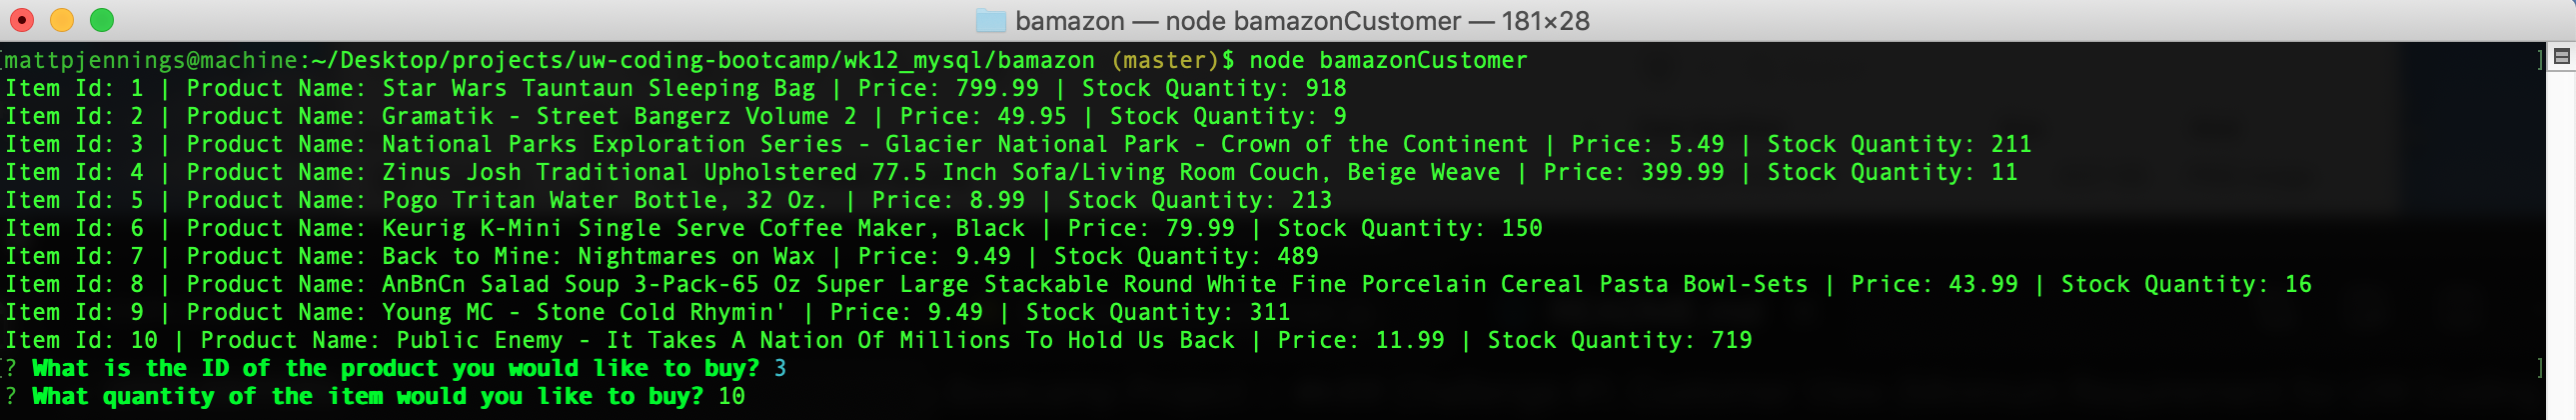 bamazon — node bamazonCustomer — 181×28
[mattpjennings@machine:~/Desktop/projects/uw-coding-bootcamp/wk12_mysql/bamazon (master)$ node bamazonCustomer ]
Item Id: 1 | Product Name: Star Wars Tauntaun Sleeping Bag | Price: 799.99 | Stock Quantity: 918
Item Id: 2 | Product Name: Gramatik - Street Bangerz Volume 2 | Price: 49.95 | Stock Quantity: 9
Item Id: 3 | Product Name: National Parks Exploration Series - Glacier National Park - Crown of the Continent | Price: 5.49 | Stock Quantity: 211
Item Id: 4 | Product Name: Zinus Josh Traditional Upholstered 77.5 Inch Sofa/Living Room Couch, Beige Weave | Price: 399.99 | Stock Quantity: 11
Item Id: 5 | Product Name: Pogo Tritan Water Bottle, 32 Oz. | Price: 8.99 | Stock Quantity: 213
Item Id: 6 | Product Name: Keurig K-Mini Single Serve Coffee Maker, Black | Price: 79.99 | Stock Quantity: 150
Item Id: 7 | Product Name: Back to Mine: Nightmares on Wax | Price: 9.49 | Stock Quantity: 489
Item Id: 8 | Product Name: AnBnCn Salad Soup 3-Pack-65 Oz Super Large Stackable Round White Fine Porcelain Cereal Pasta Bowl-Sets | Price: 43.99 | Stock Quantity: 16
Item Id: 9 | Product Name: Young MC - Stone Cold Rhymin' | Price: 9.49 | Stock Quantity: 311
Item Id: 10 | Product Name: Public Enemy - It Takes A Nation Of Millions To Hold Us Back | Price: 11.99 | Stock Quantity: 719
[? What is the ID of the product you would like to buy? 3 ]
? What quantity of the item would you like to buy? 10